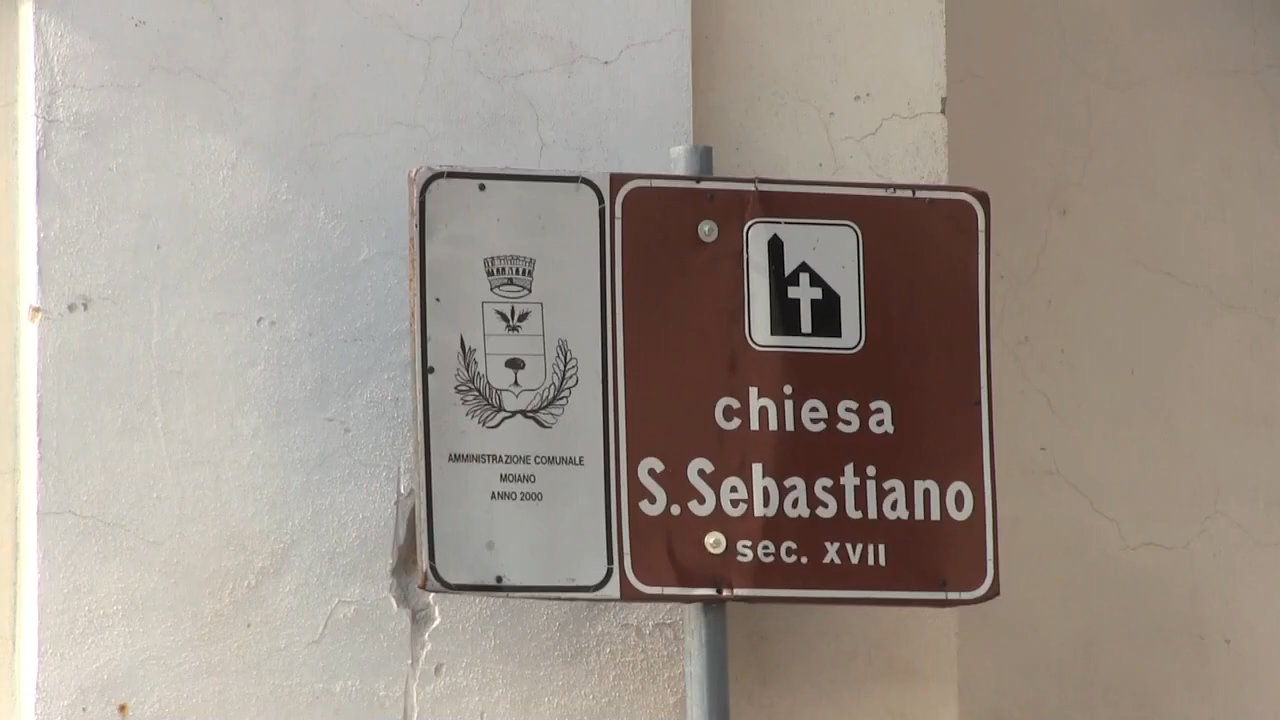 AMMINISTRAZIONE COMUNALE
MOIANO
ANNO 2000
chiesa
S.Sebastiano
sec. XVII